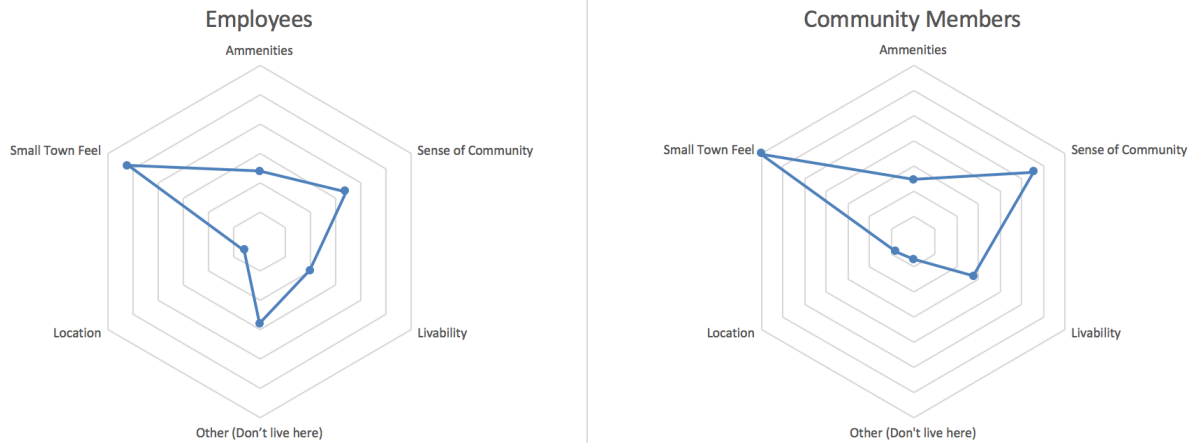 Employees
Ammenities
Sense of Community
Livability
Other (Don’t live here)
Location
Small Town Feel
Community Members
Ammenities
Sense of Community
Livability
Other (Don't live here)
Location
Small Town Feel